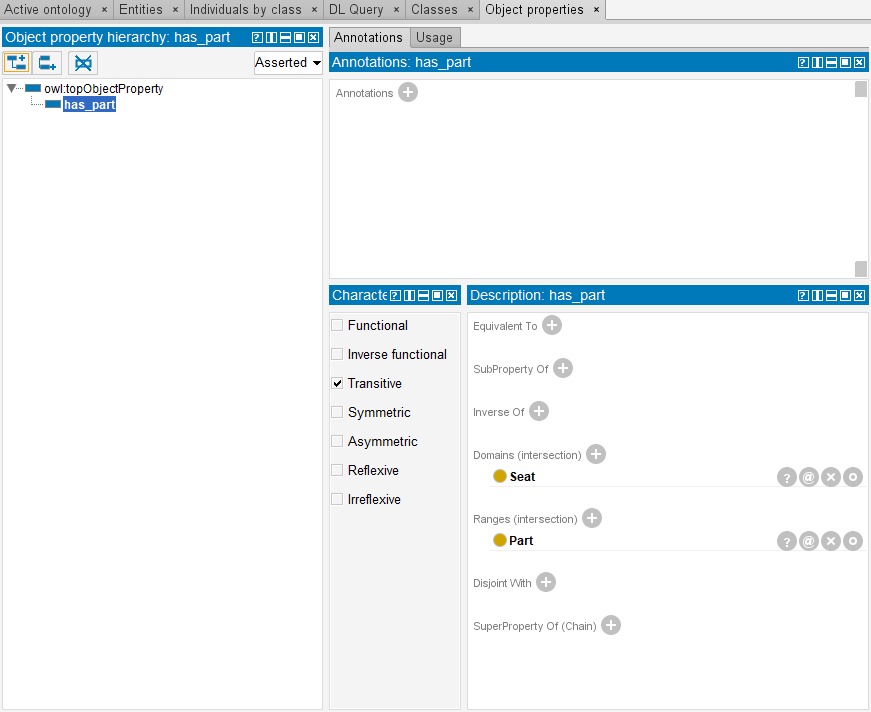 Active ontology × Entities × Individuals by class × DL Query × Classes × Object properties ×
Object property hierarchy: has_part
Asserted
owl:topObjectProperty
has_part
Annotations Usage
Annotations: has_part
Annotations
Characte
Functional
Inverse functional
Transitive
Symmetric
Asymmetric
Reflexive
Irreflexive
Description: has_part
Equivalent To
SubProperty Of
Inverse Of
Domains (intersection)
Seat
Ranges (intersection)
Part
Disjoint With
SuperProperty Of (Chain)